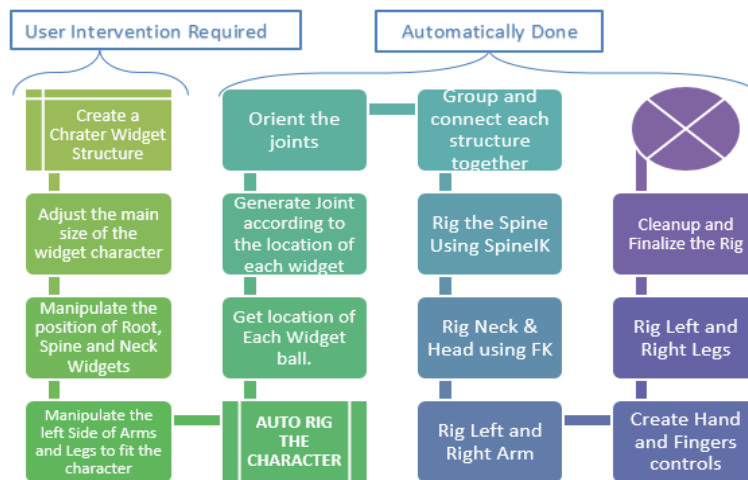 User Intervention Required
Automatically Done
Create a
Chrater Widget
Structure
Adjust the main
size of the
widget character
Manipulate the
position of Root,
Spine and Neck
Widgets
Manipulate the
left Side of Arms
and Legs to fit the
character
AUTO RIG
THE
CHARACTER
Get location of
Each Widget
ball.
Generate Joint
according to
the location of
each widget
Orient the
joints
Group and
connect each
structure
together
Rig the Spine
Using SpineIK
Rig Neck &
Head using FK
Rig Left and
Right Arm
Create Hand
and Fingers
controls
Rig Left and
Right Legs
Cleanup and
Finalize the Rig